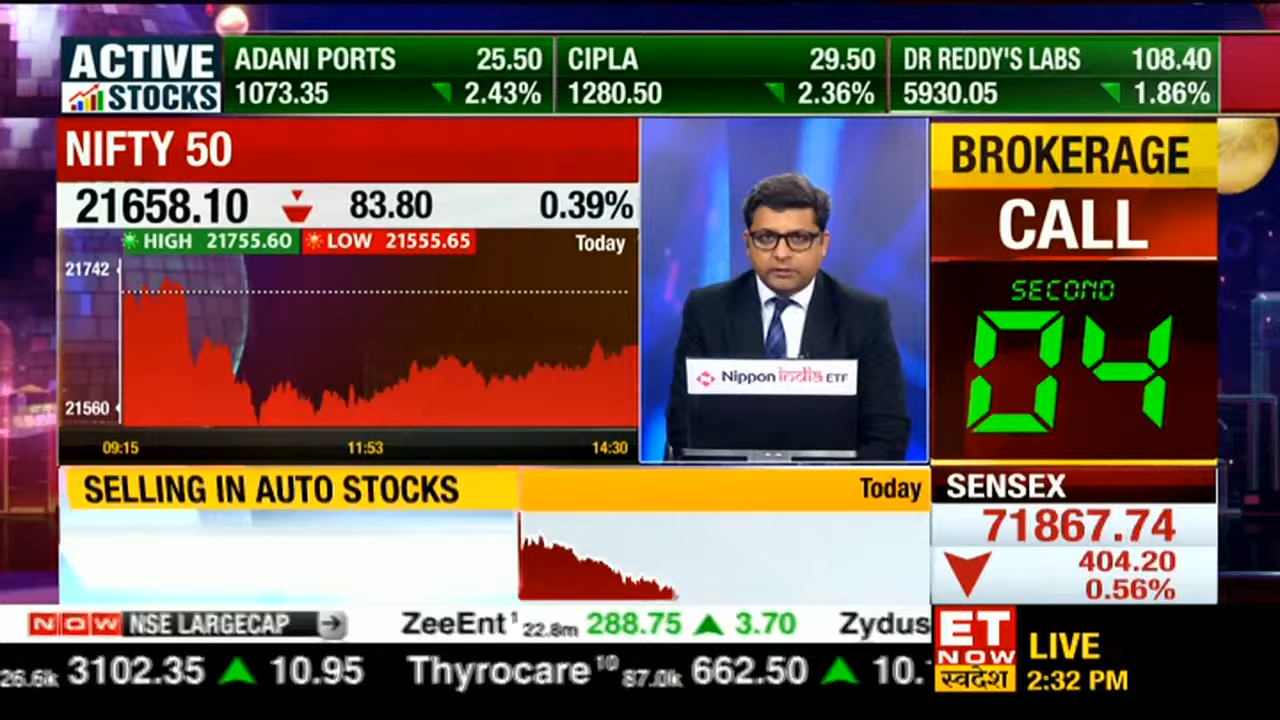 ACTIVE
STOCKS
ADANI PORTS 25.50
1073.35 2.43%
CIPLA 29.50
1280.50 2.36%
DR REDDY'S LABS 108.40
5930.05 1.86%
NIFTY 50
21658.10 83.80 0.39%
HIGH 21755.60 LOW 21555.65 Today
21742
21560
09:15 11:53 14:30
Nippon india ETF
BROKERAGE
CALL
SECOND
04
SELLING IN AUTO STOCKS Today
SENSEX
71867.74
404.20
0.56%
NOW NSE LARGECAP ZeeEnt 1 22.8m 288.75 3.70 Zydus
26.6k 3102.35 10.95 Thyrocare 10 87.0k 662.50 10.
ET
NOW
स्वदेश
LIVE
2:32 PM